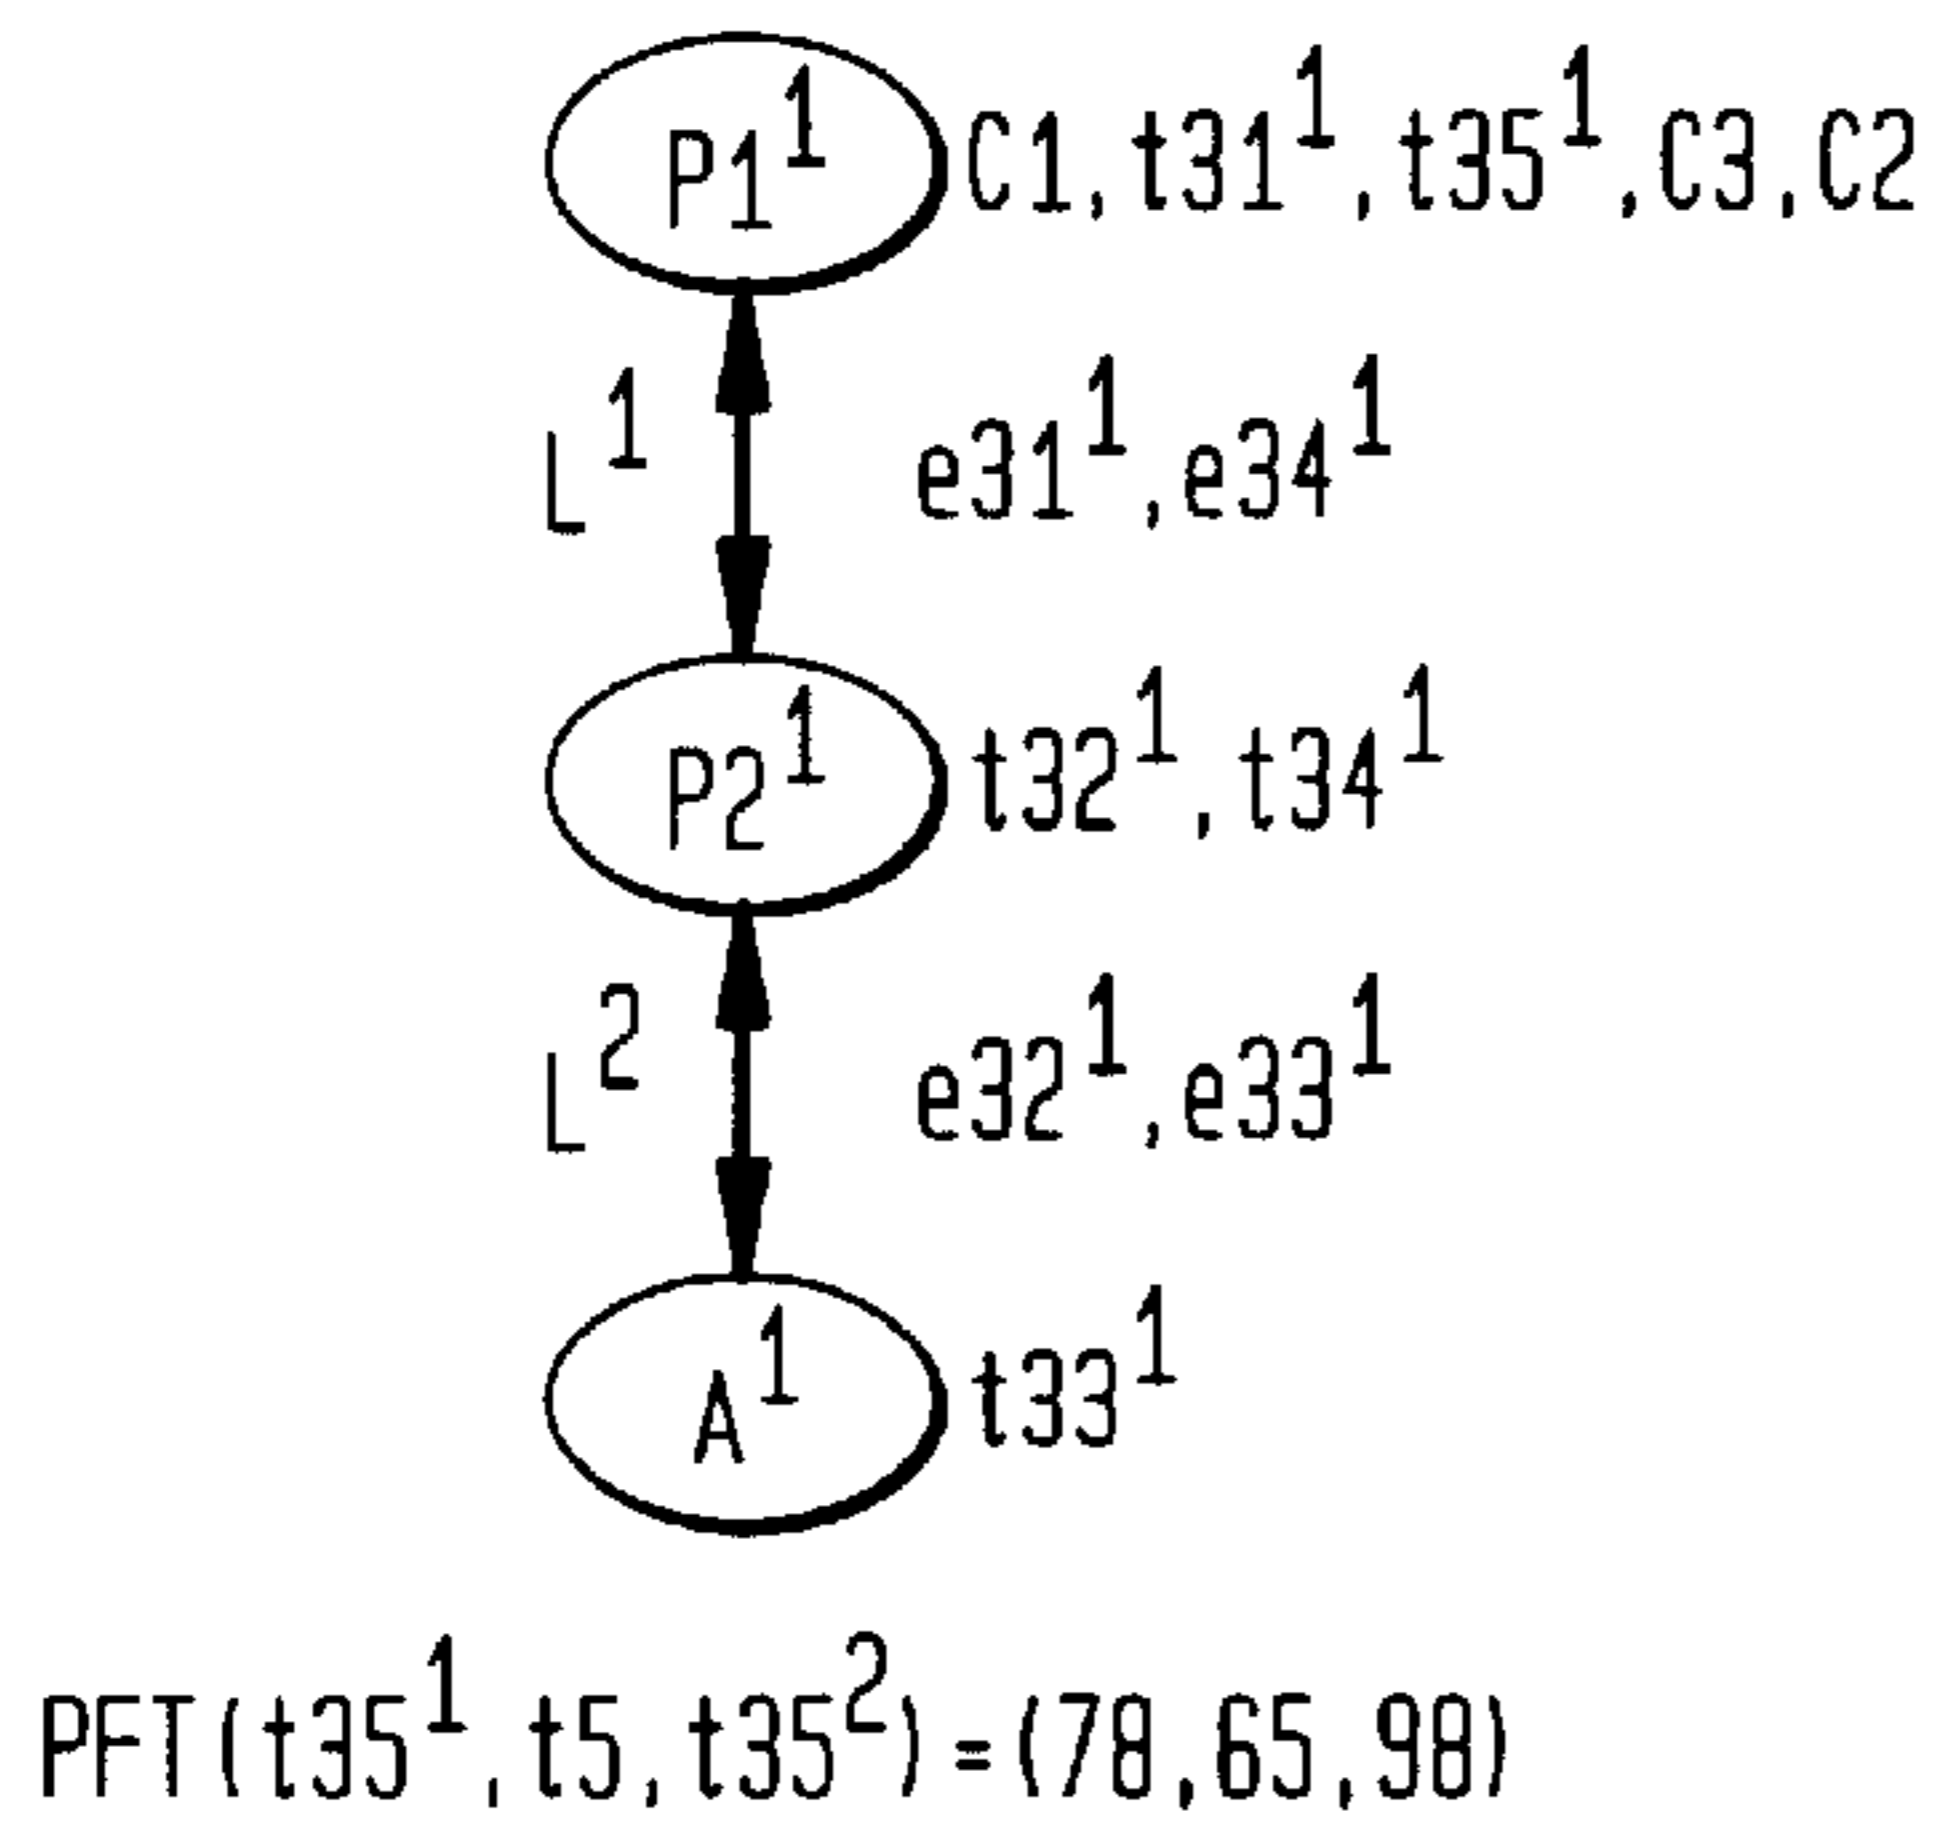 P1¹ C1,t31¹,t35¹,C3,C2
L¹ e31¹,e34¹
P2¹ t32¹,t34¹
L² e32¹,e33¹
A¹ t33¹
PFT(t35¹,t5,t35²)=(78,65,98)